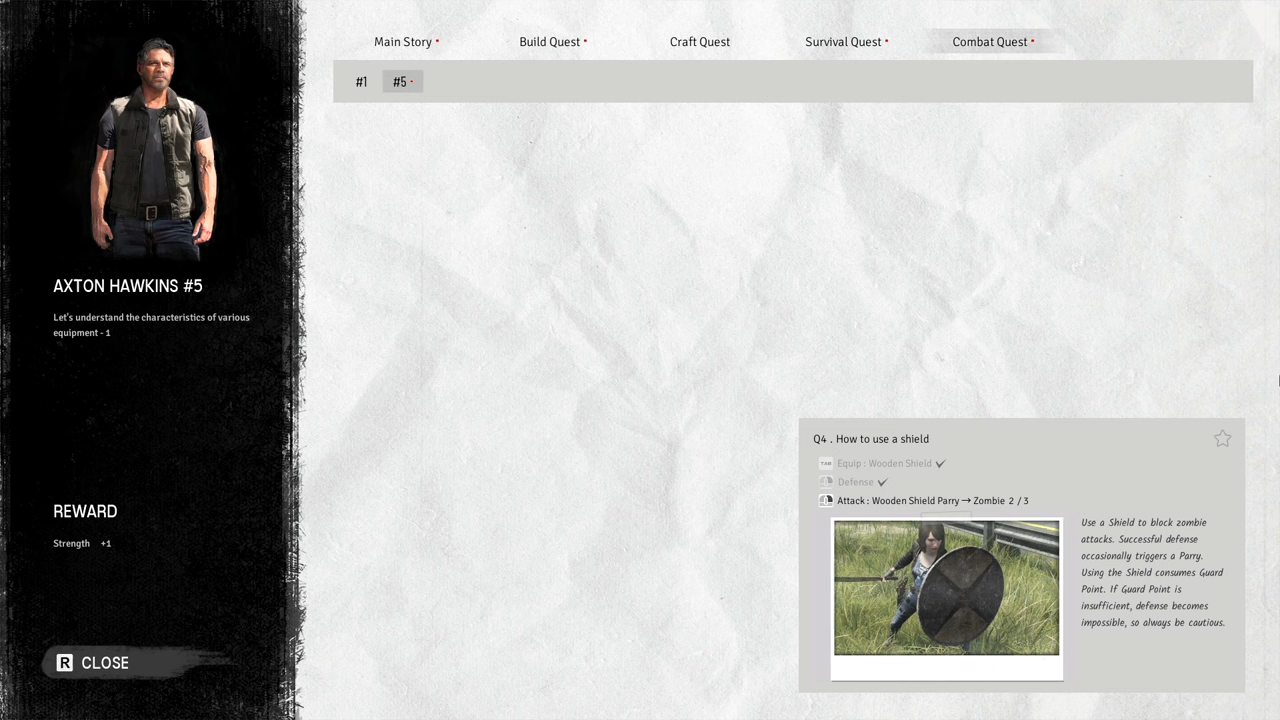 Main Story
Build Quest
Craft Quest
Survival Quest
Combat Quest
#1
#5
AXTON HAWKINS #5
Let's understand the characteristics of various
equipment - 1
REWARD
Strength +1
R CLOSE
Q4 . How to use a shield
TAB Equip : Wooden Shield ✔
Defense ✔
Attack : Wooden Shield Parry → Zombie 2 / 3
Use a Shield to block zombie
attacks. Successful defense
occasionally triggers a Parry.
Using the Shield consumes Guard
Point. If Guard Point is
insufficient, defense becomes
impossible, so always be cautious.